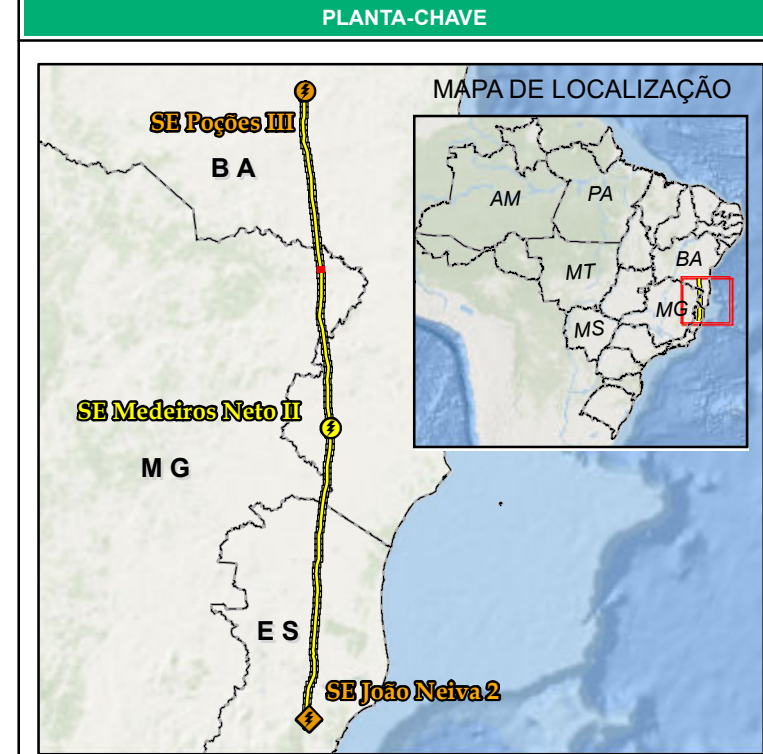 PLANTA-CHAVE
MAPA DE LOCALIZAÇÃO
SE Poções III
B A
AM
PA
BA
MT
MG
MS
SE Medeiros Neto II
M G
E S
SE João Neiva 2